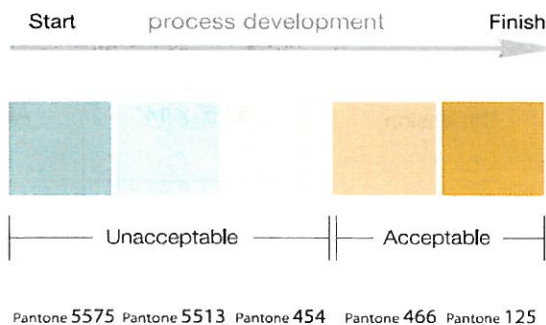 Start process development Finish
Unacceptable Acceptable
Pantone 5575 Pantone 5513 Pantone 454 Pantone 466 Pantone 125